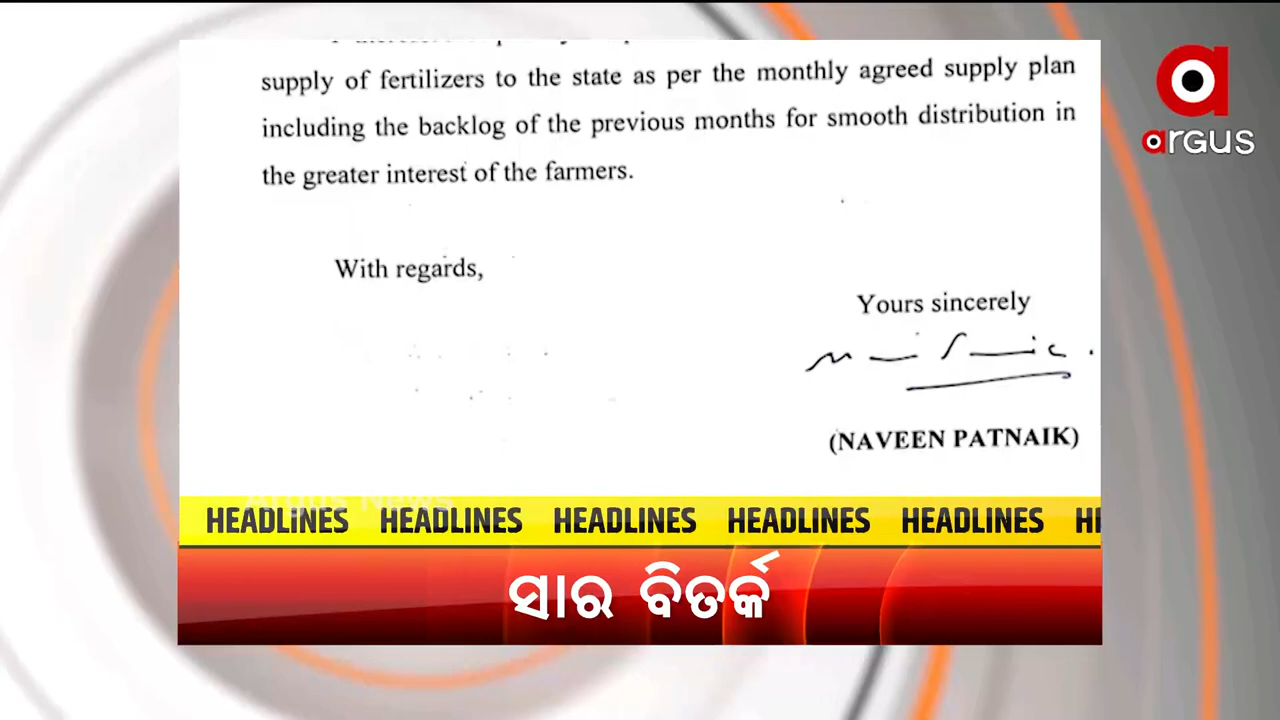 supply of fertilizers to the state as per the monthly agreed supply plan
including the backlog of the previous months for smooth distribution in
the greater interest of the farmers.
With regards,
Yours sincerely
(NAVEEN PATNAIK)
argus
Argus News
HEADLINES HEADLINES HEADLINES HEADLINES HEADLINES
ସାର ବିତର୍କ